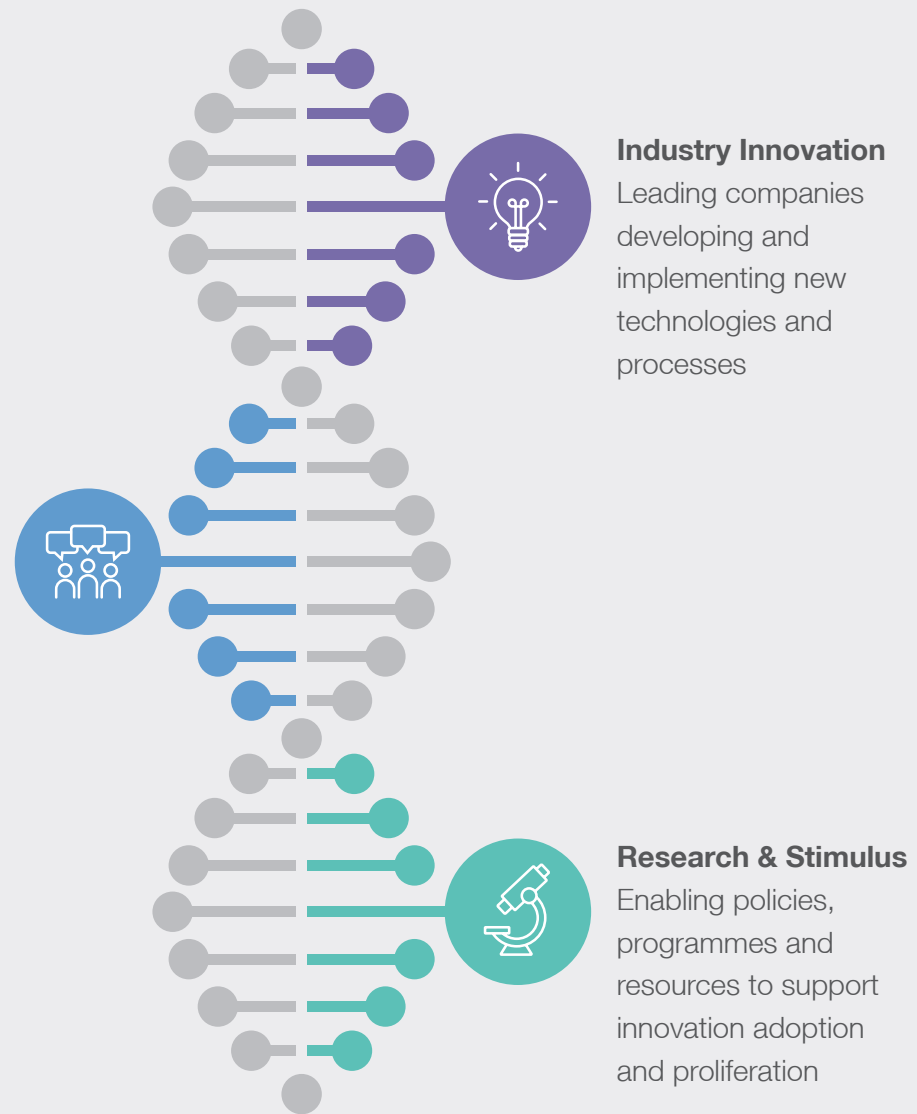 Industry Innovation
Leading companies
developing and
implementing new
technologies and
processes
Research & Stimulus
Enabling policies,
programmes and
resources to support
innovation adoption
and proliferation